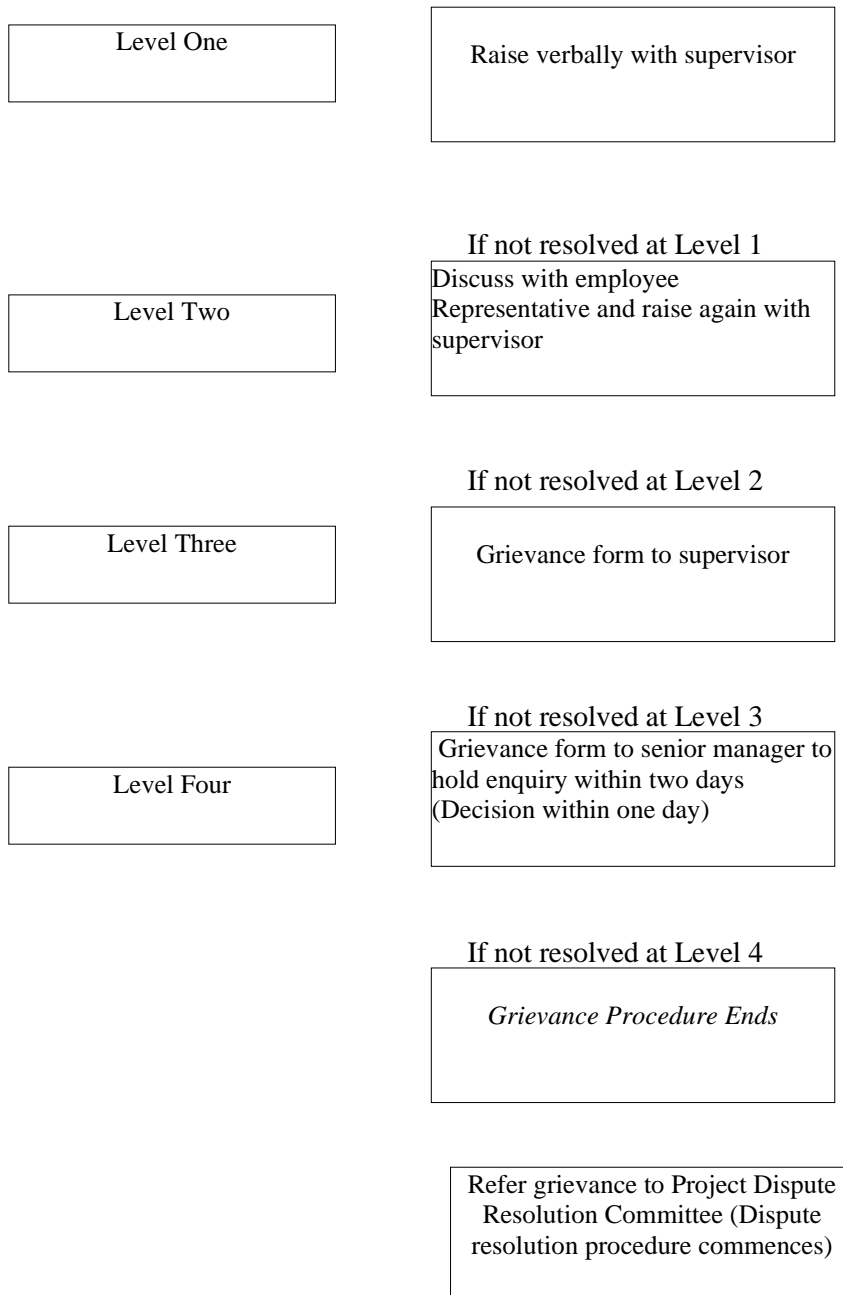 Level One
Raise verbally with supervisor
If not resolved at Level 1
Level Two
Discuss with employee
Representative and raise again with
supervisor
If not resolved at Level 2
Level Three
Grievance form to supervisor
If not resolved at Level 3
Level Four
Grievance form to senior manager to
hold enquiry within two days
(Decision within one day)
If not resolved at Level 4
Grievance Procedure Ends
Refer grievance to Project Dispute
Resolution Committee (Dispute
resolution procedure commences)